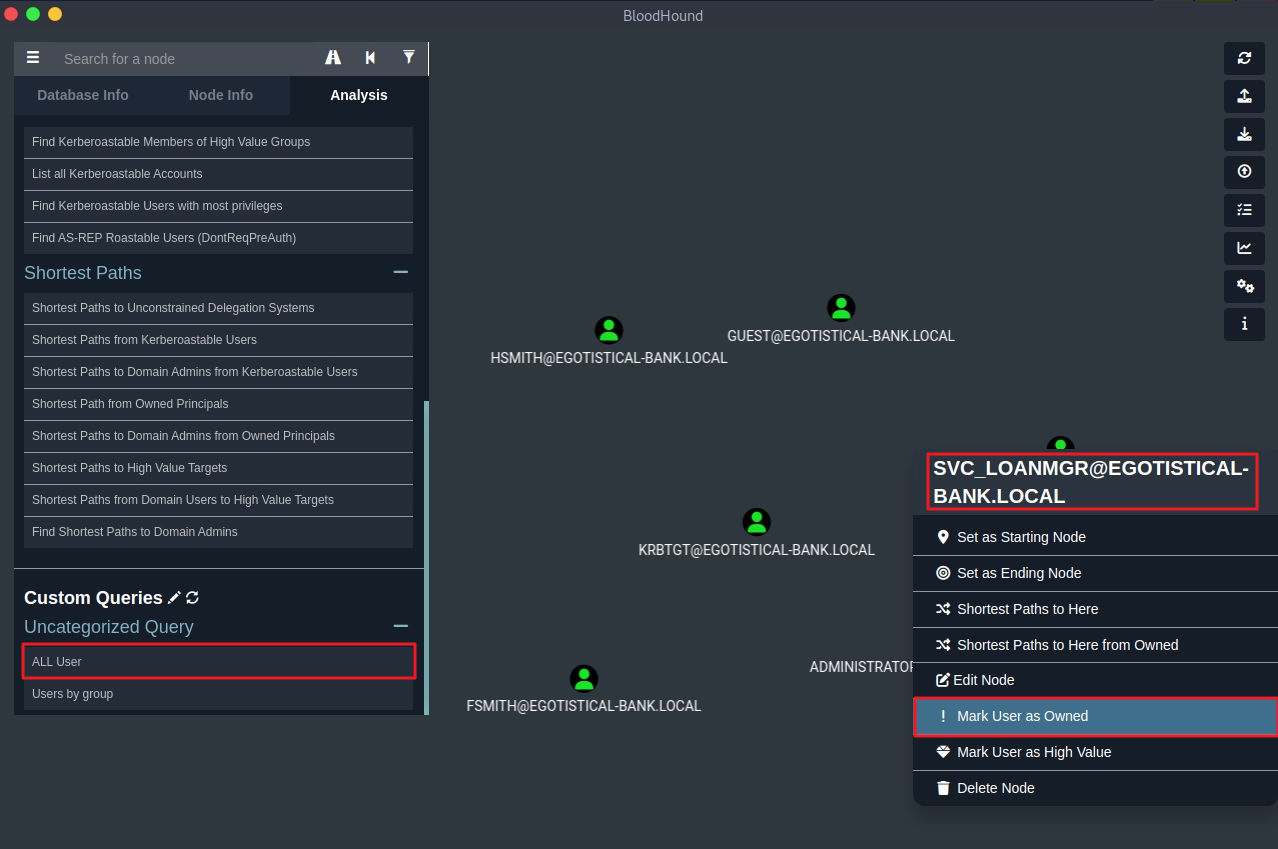 BloodHound
Search for a node
Database Info Node Info Analysis
Find Kerberoastable Members of High Value Groups
List all Kerberoastable Accounts
Find Kerberoastable Users with most privileges
Find AS-REP Roastable Users (DontReqPreAuth)
Shortest Paths
Shortest Paths to Unconstrained Delegation Systems
Shortest Paths from Kerberoastable Users
Shortest Paths to Domain Admins from Kerberoastable Users
Shortest Path from Owned Principals
Shortest Paths to Domain Admins from Owned Principals
Shortest Paths to High Value Targets
Shortest Paths from Domain Users to High Value Targets
Find Shortest Paths to Domain Admins
Custom Queries
Uncategorized Query
ALL User
Users by group
GUEST@EGOTISTICAL-BANK.LOCAL
HSMITH@EGOTISTICAL-BANK.LOCAL
KRBTGT@EGOTISTICAL-BANK.LOCAL
ADMINISTRATOR
FSMITH@EGOTISTICAL-BANK.LOCAL
SVC_LOANMGR@EGOTISTICAL-
BANK.LOCAL
Set as Starting Node
Set as Ending Node
Shortest Paths to Here
Shortest Paths to Here from Owned
Edit Node
Mark User as Owned
Mark User as High Value
Delete Node